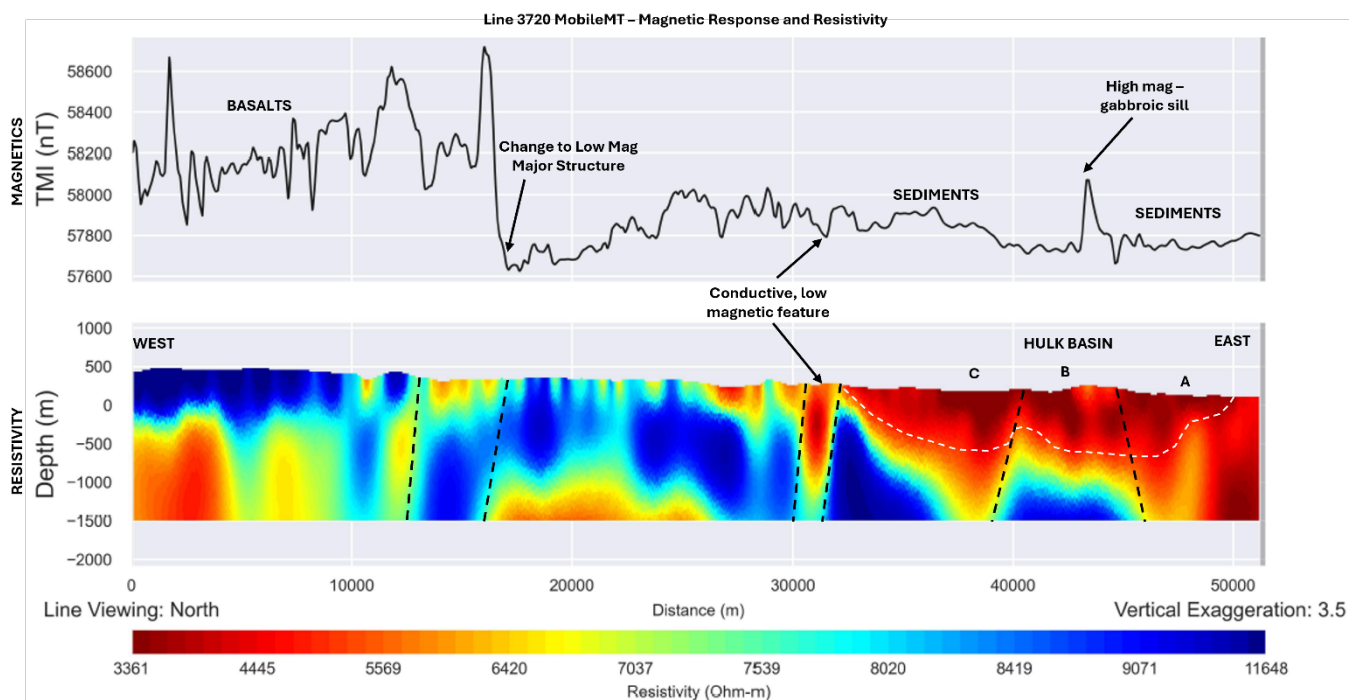 Line 3720 MobileMT – Magnetic Response and Resistivity
MAGNETICS
TMI (nT)
58600
58400
58200
58000
57800
57600
BASALTS
Change to Low Mag
Major Structure
SEDIMENTS
High mag –
gabbroic sill
SEDIMENTS
Conductive, low
magnetic feature
RESISTIVITY
Depth (m)
1000
500
0
−500
−1000
−1500
−2000
WEST
HULK BASIN
EAST
C
B
A
0
10000
20000
30000
40000
50000
Line Viewing: North
Distance (m)
Vertical Exaggeration: 3.5
3361
4445
5569
6420
7037
7539
8020
8419
9071
11648
Resistivity (Ohm-m)